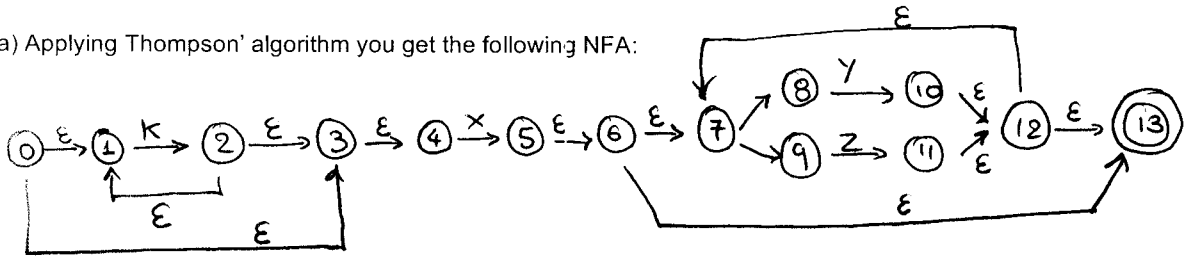 a) Applying Thompson' algorithm you get the following NFA:
ε
0 ε 1 K 2 ε 3 ε 4 X 5 ε 6 ε 7 8 Y 10 ε 12 ε 13
9 Z 11 ε
ε
ε
ε